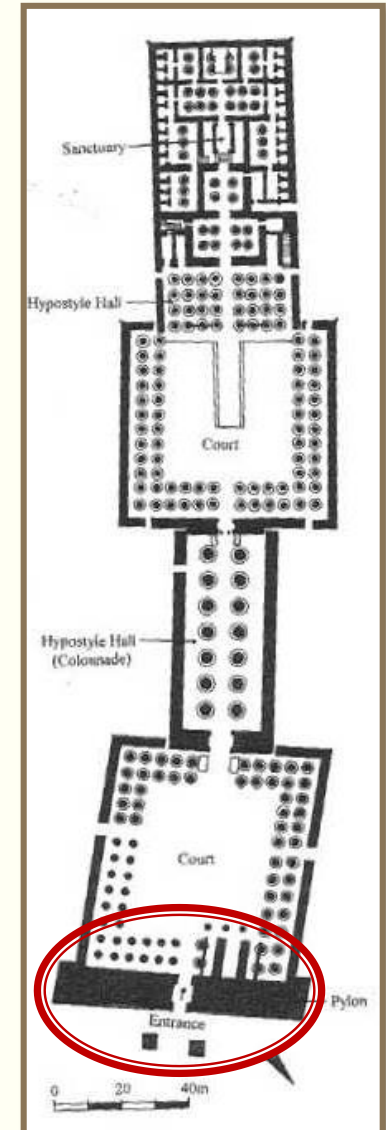 Sanctuary
Hypostyle Hall
Court
Hypostyle Hall
(Colonnade)
Court
Pylon
Entrance
0 20 40m